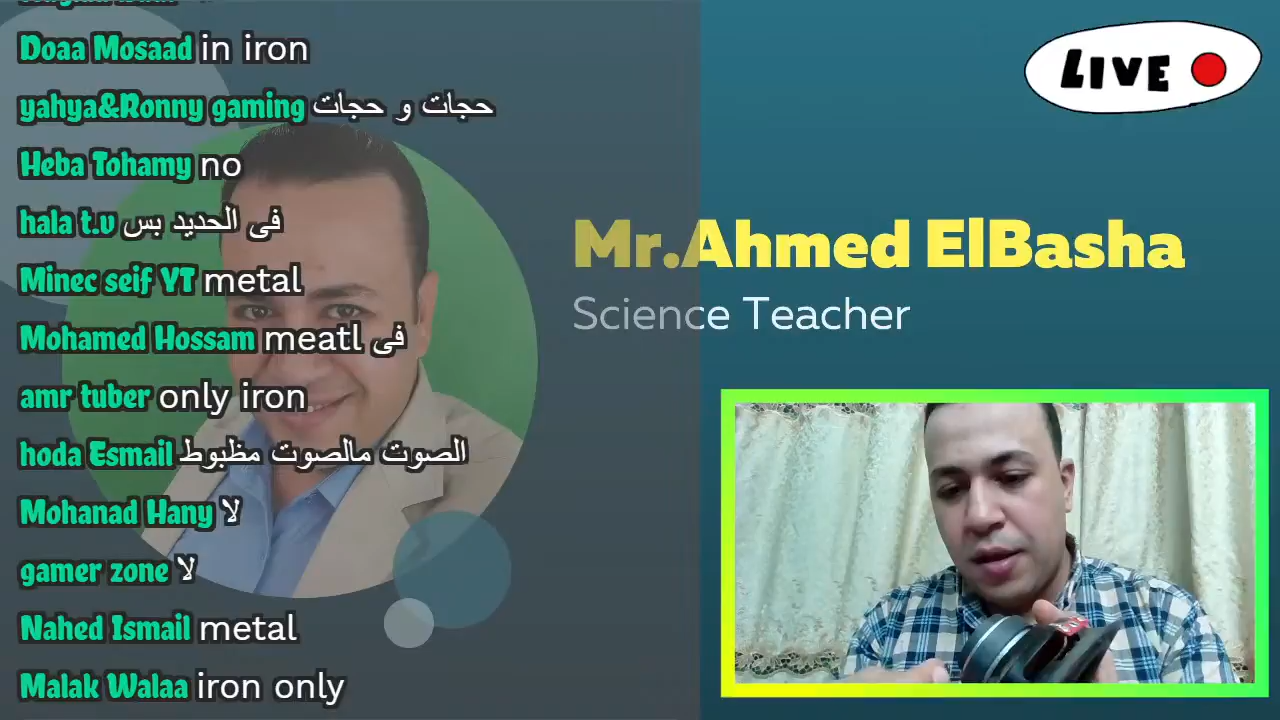 Doaa Mosaad in iron
yahya&Ronny gaming حجات و حجات
Heba Tohamy no
hala t.v فى الحديد بس
Minec seif YT metal
Mohamed Hossam meatl فى
amr tuber only iron
hoda Esmail الصوت مالصوت مظبوط
Mohanad Hany لا
gamer zone لا
Nahed Ismail metal
Malak Walaa iron only
LIVE
Mr.Ahmed ElBasha
Science Teacher